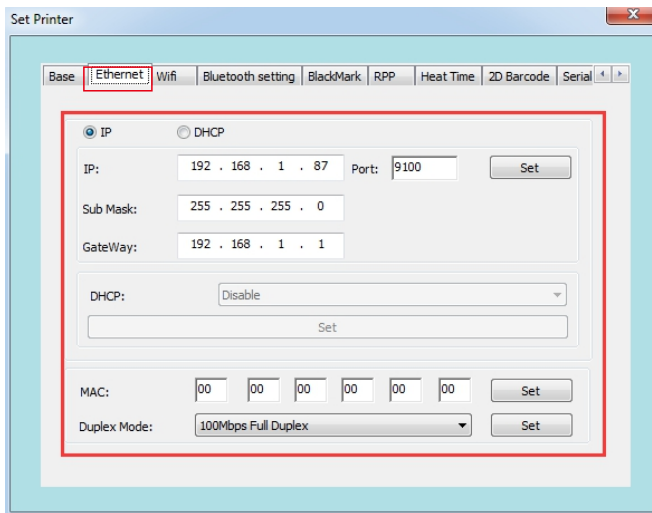 Set Printer
Base Ethernet Wifi Bluetooth setting BlackMark RPP Heat Time 2D Barcode Serial
IP DHCP
IP: 192 . 168 . 1 . 87 Port: 9100 Set
Sub Mask: 255 . 255 . 255 . 0
GateWay: 192 . 168 . 1 . 1
DHCP: Disable
Set
MAC: 00 00 00 00 00 00 Set
Duplex Mode: 100Mbps Full Duplex Set